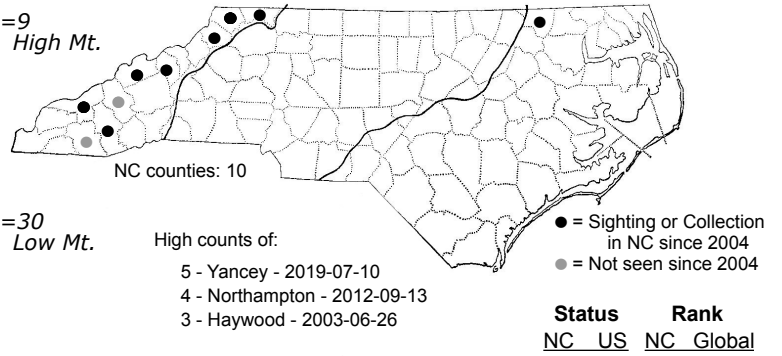 =9
High Mt.
NC counties: 10
=30
Low Mt.
High counts of:
5 - Yancey - 2019-07-10
4 - Northampton - 2012-09-13
3 - Haywood - 2003-06-26
● = Sighting or Collection
in NC since 2004
● = Not seen since 2004
Status Rank
NC US NC Global